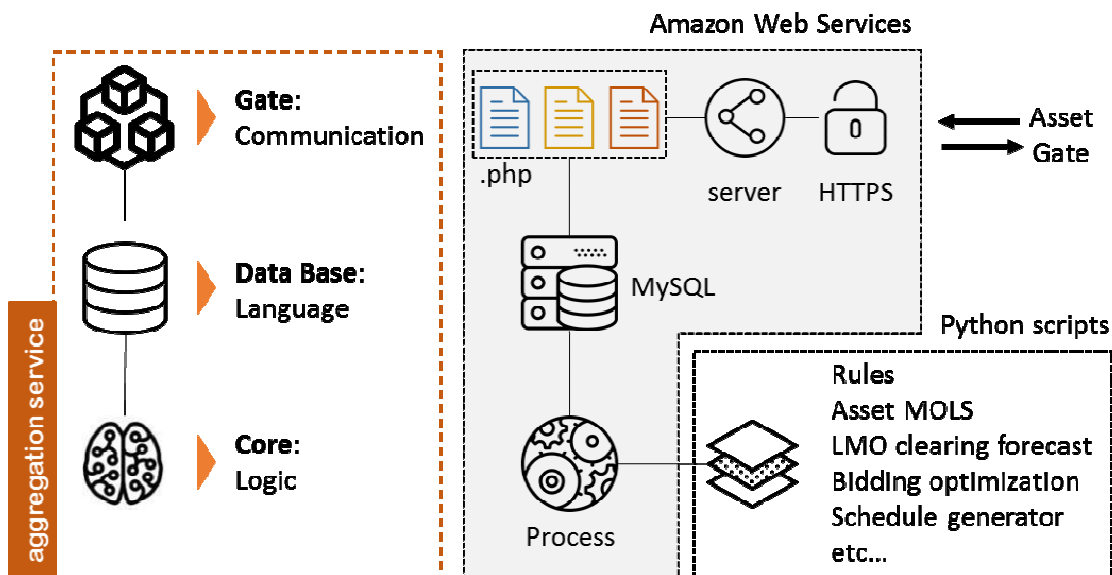 Amazon Web Services
Gate:
Communication
Data Base:
Language
Core:
Logic
aggregation service
.php
server
HTTPS
Asset
Gate
MySQL
Process
Python scripts
Rules
Asset MOLS
LMO clearing forecast
Bidding optimization
Schedule generator
etc...